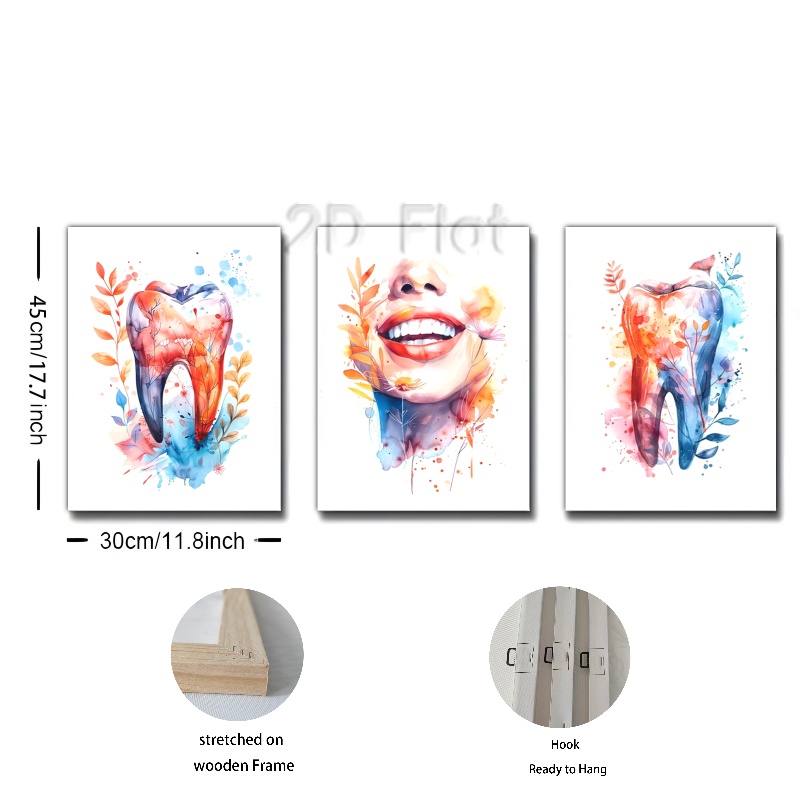 2D Flat
45cm/17.7inch
30cm/11.8inch
stretched on
wooden Frame
Hook
Ready to Hang